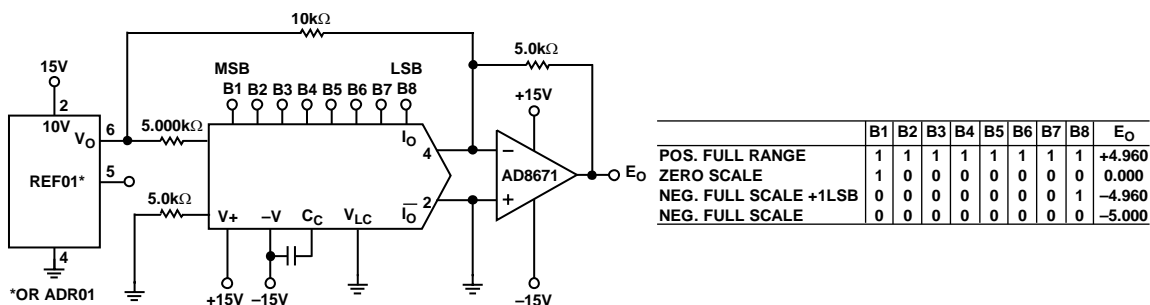 10kΩ
5.0kΩ
MSB
LSB
B1 B2 B3 B4 B5 B6 B7 B8
15V
2
10V
VO
6
5.000kΩ
IO
4
+15V
–
AD8671
+
EO
REF01*
5
5.0kΩ
V+
–V
CC
VLC
IO
2
4
*OR ADR01
+15V
–15V
–15V
B1 B2 B3 B4 B5 B6 B7 B8 EO
POS. FULL RANGE 1 1 1 1 1 1 1 1 +4.960
ZERO SCALE 1 0 0 0 0 0 0 0 0.000
NEG. FULL SCALE +1LSB 0 0 0 0 0 0 0 1 –4.960
NEG. FULL SCALE 0 0 0 0 0 0 0 0 –5.000